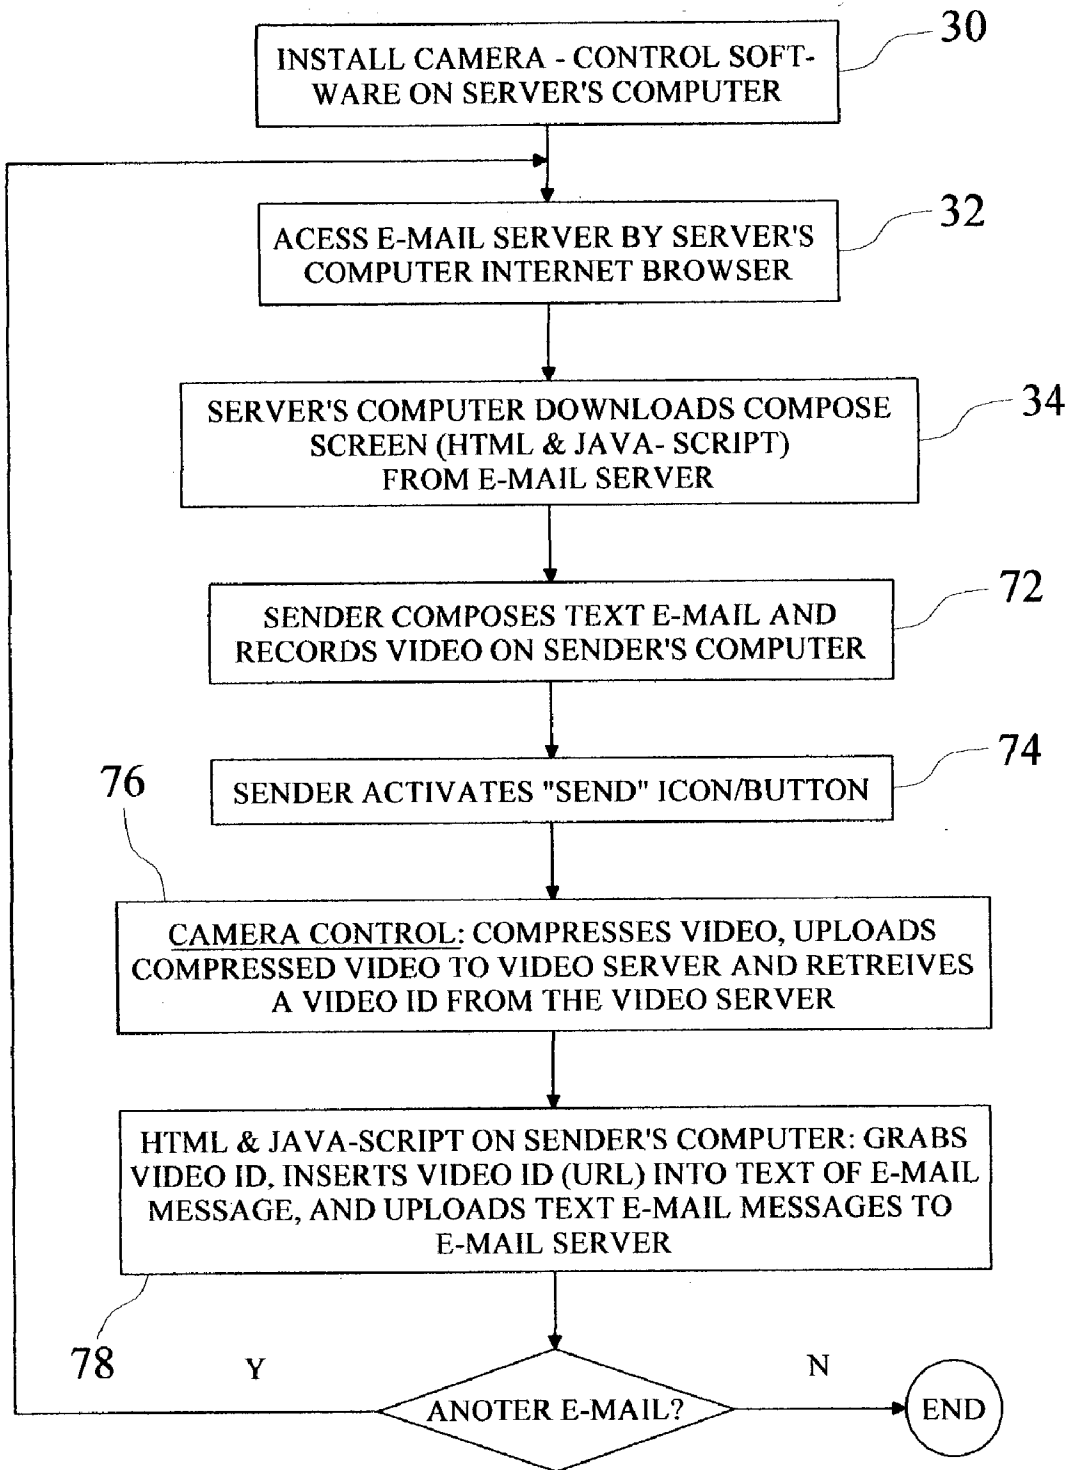 30
INSTALL CAMERA - CONTROL SOFT-
WARE ON SERVER'S COMPUTER
32
ACESS E-MAIL SERVER BY SERVER'S
COMPUTER INTERNET BROWSER
34
SERVER'S COMPUTER DOWNLOADS COMPOSE
SCREEN (HTML & JAVA- SCRIPT)
FROM E-MAIL SERVER
72
SENDER COMPOSES TEXT E-MAIL AND
RECORDS VIDEO ON SENDER'S COMPUTER
74
SENDER ACTIVATES "SEND" ICON/BUTTON
76
CAMERA CONTROL: COMPRESSES VIDEO, UPLOADS
COMPRESSED VIDEO TO VIDEO SERVER AND RETREIVES
A VIDEO ID FROM THE VIDEO SERVER
HTML & JAVA-SCRIPT ON SENDER'S COMPUTER: GRABS
VIDEO ID, INSERTS VIDEO ID (URL) INTO TEXT OF E-MAIL
MESSAGE, AND UPLOADS TEXT E-MAIL MESSAGES TO
E-MAIL SERVER
78
Y
N
ANOTER E-MAIL?
END